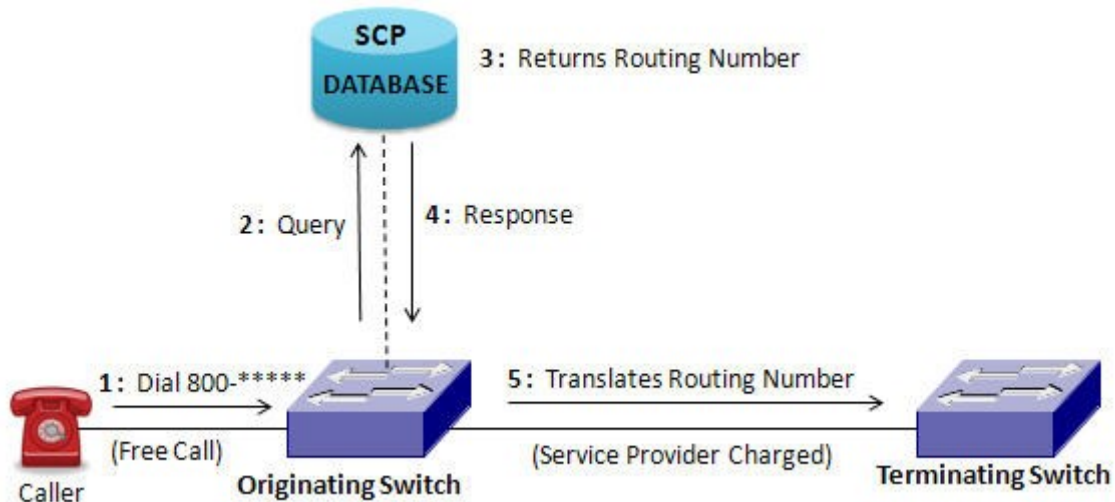 SCP
DATABASE
3: Returns Routing Number
2: Query
4: Response
1: Dial 800-*****
5: Translates Routing Number
(Free Call)
(Service Provider Charged)
Caller
Originating Switch
Terminating Switch